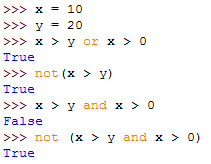 >>> x = 10
>>> y = 20
>>> x > y or x > 0
True
>>> not(x > y)
True
>>> x > y and x > 0
False
>>> not (x > y and x > 0)
True